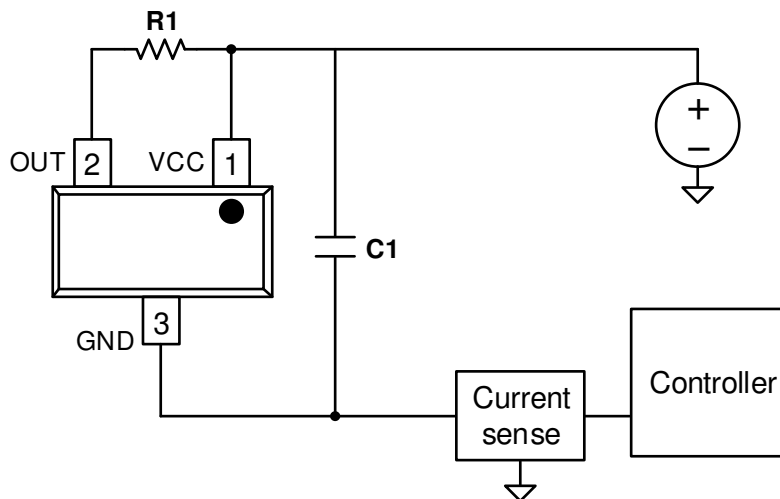 R1
OUT
2
VCC
1
+
−
C1
GND
3
Current
sense
Controller